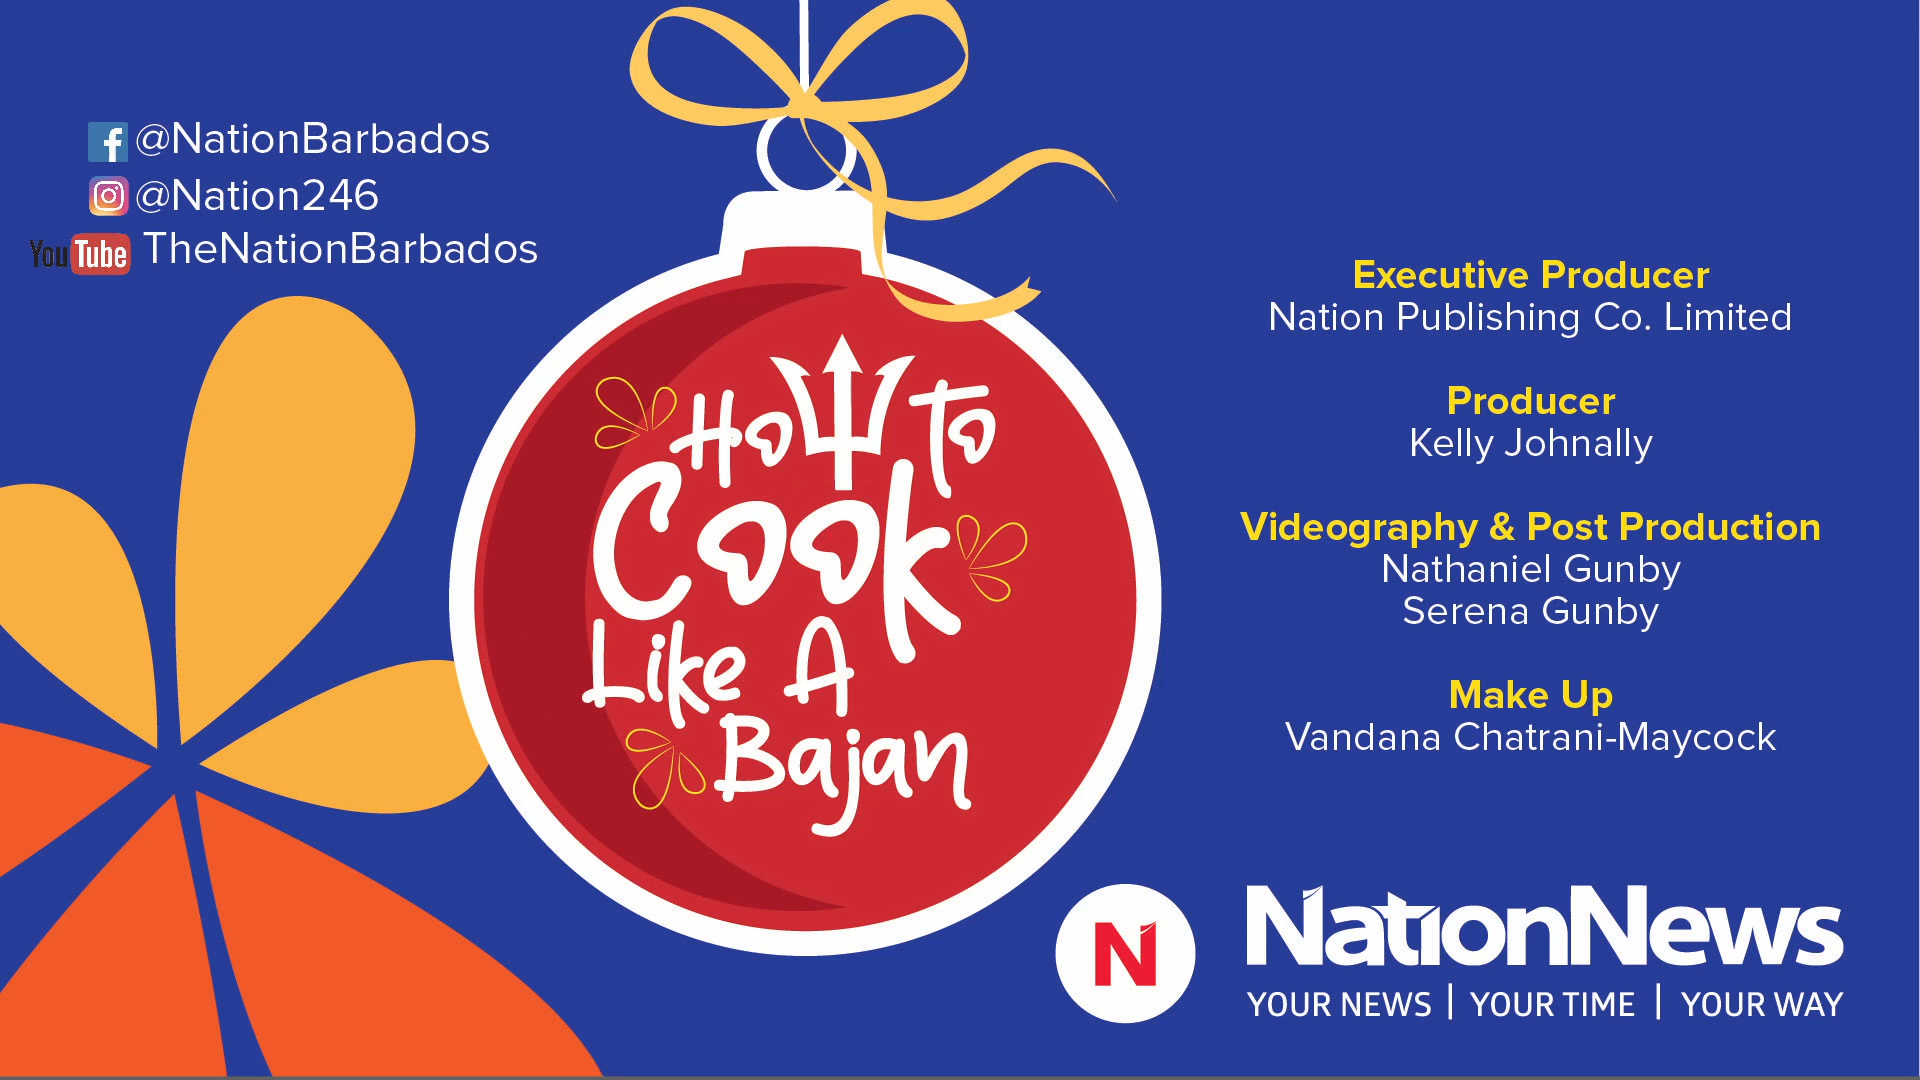 @NationBarbados
@Nation246
YouTube TheNationBarbados
How to
Cook
Like A
Bajan
Executive Producer
Nation Publishing Co. Limited
Producer
Kelly Johnally
Videography & Post Production
Nathaniel Gunby
Serena Gunby
Make Up
Vandana Chatrani-Maycock
N
NationNews
YOUR NEWS | YOUR TIME | YOUR WAY